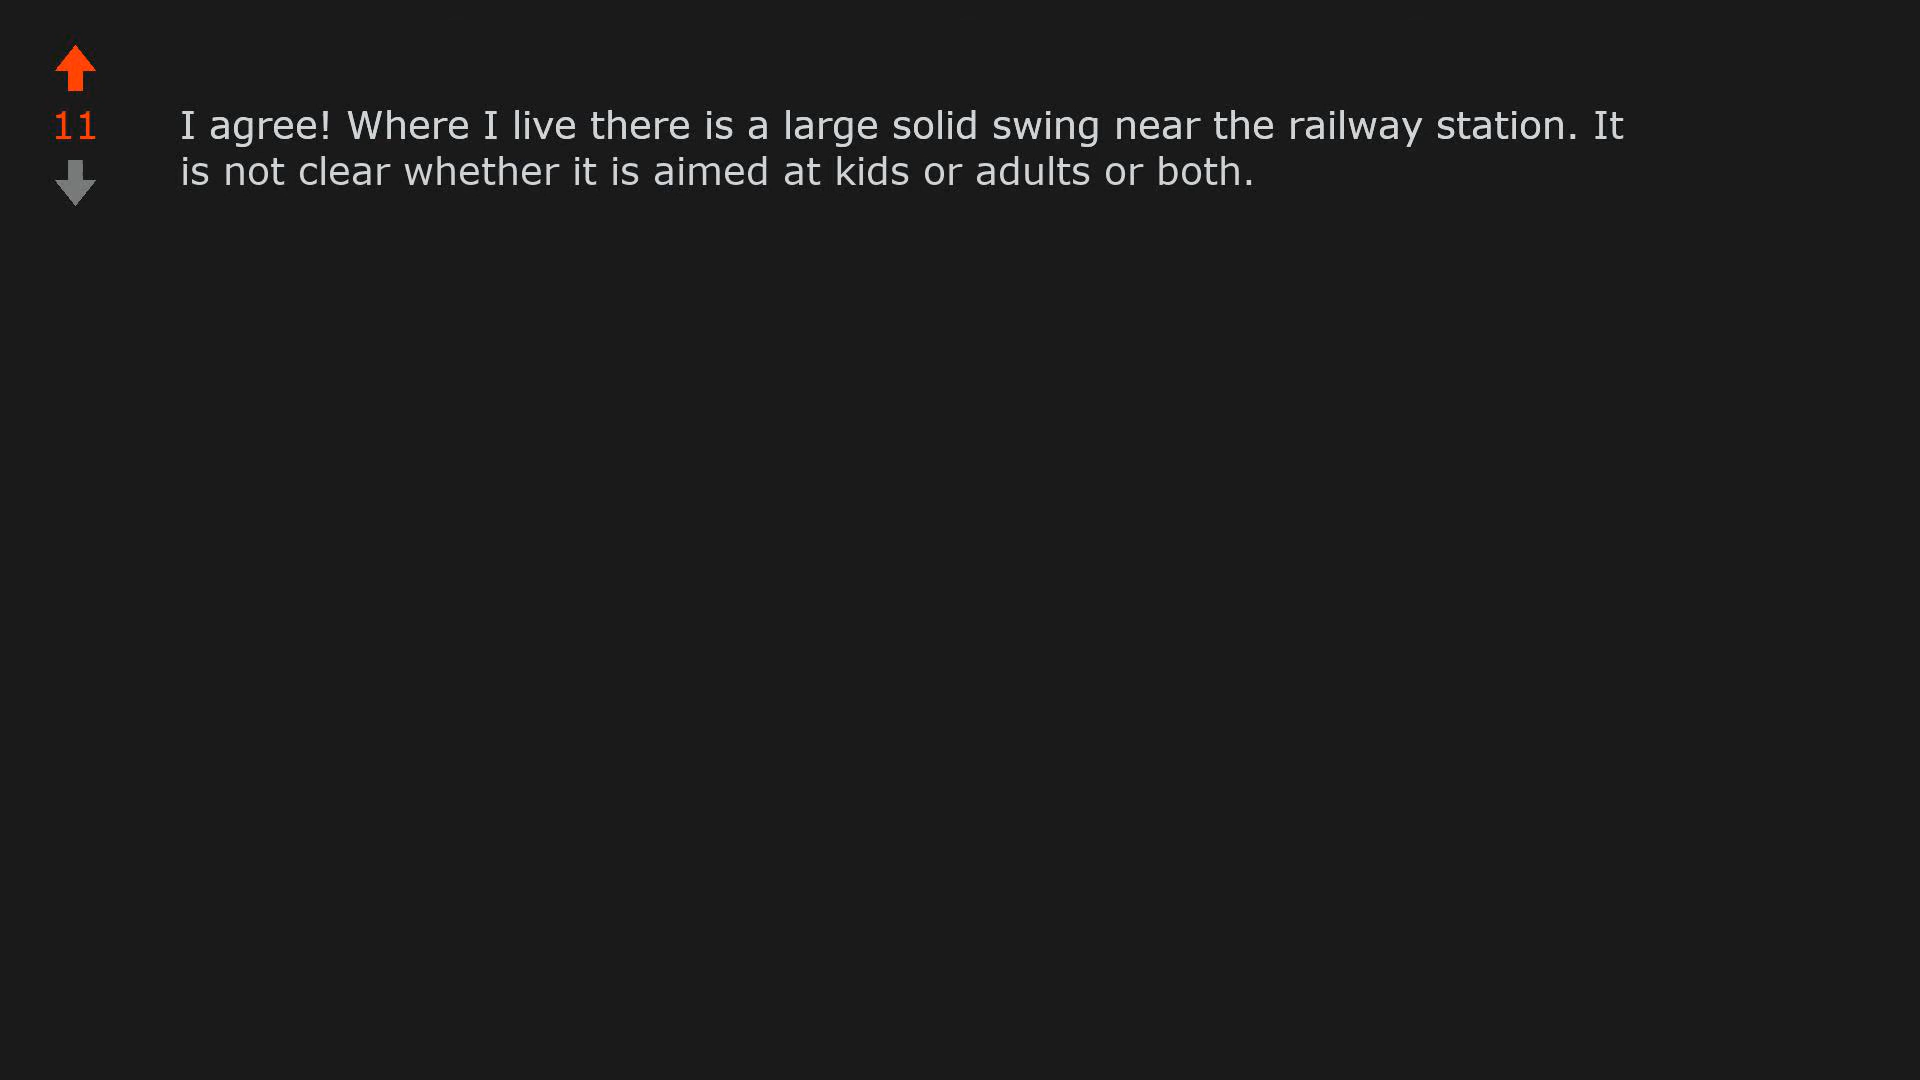 11
I agree! Where I live there is a large solid swing near the railway station. It
is not clear whether it is aimed at kids or adults or both.